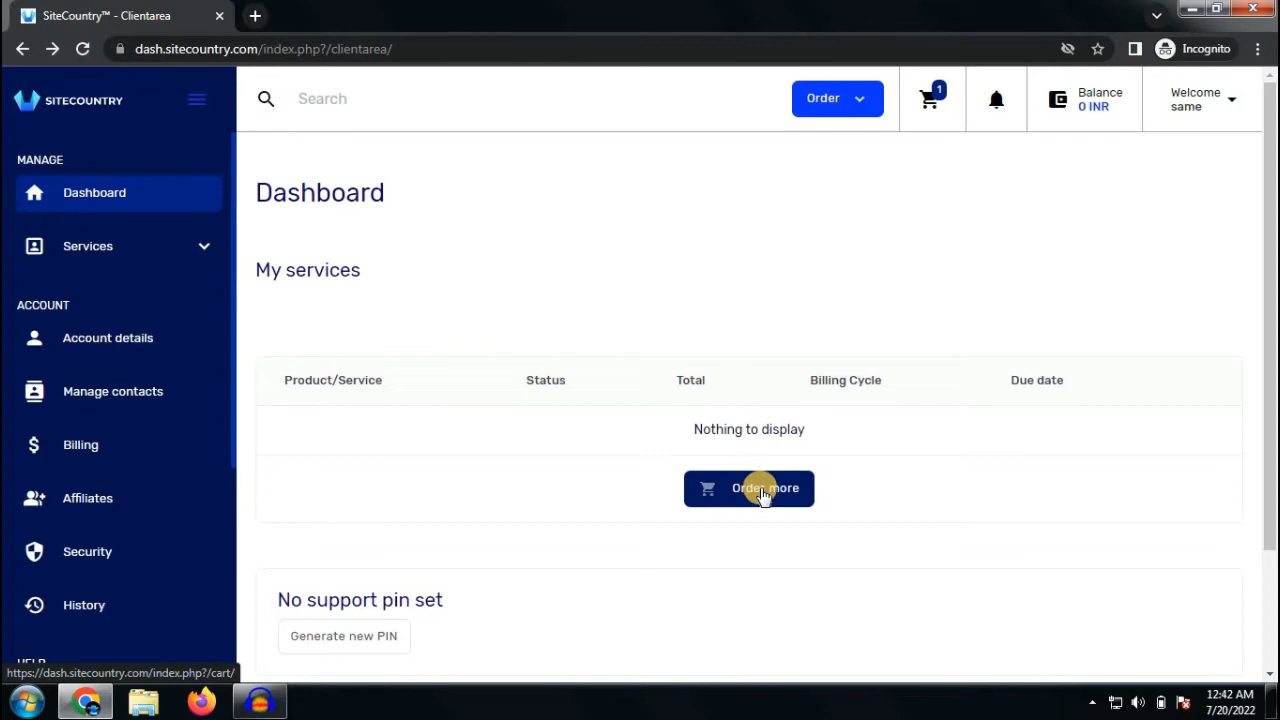 SiteCountry™ - Clientarea
dash.sitecountry.com/index.php?/clientarea/
Incognito
SITECOUNTRY
Search
Order
1
Balance
0 INR
Welcome
same
MANAGE
Dashboard
Services
ACCOUNT
Account details
Manage contacts
Billing
Affiliates
Security
History
HELP
Dashboard
My services
Product/Service Status Total Billing Cycle Due date
Nothing to display
Order more
No support pin set
Generate new PIN
https://dash.sitecountry.com/index.php?/cart/
12:42 AM
7/20/2022